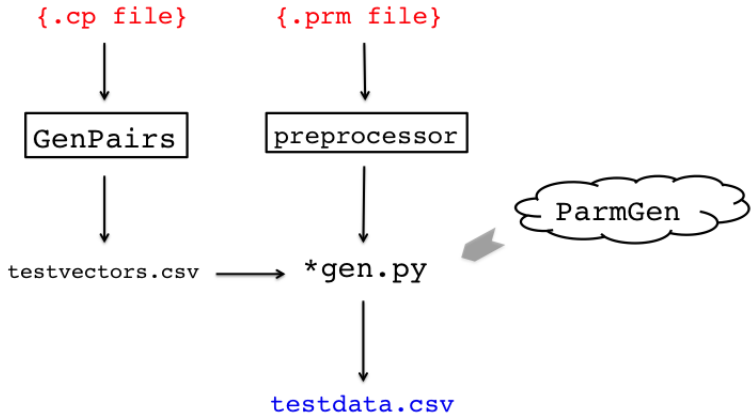 {.cp file} {.prm file}
GenPairs preprocessor
ParmGen
testvectors.csv *gen.py
testdata.csv